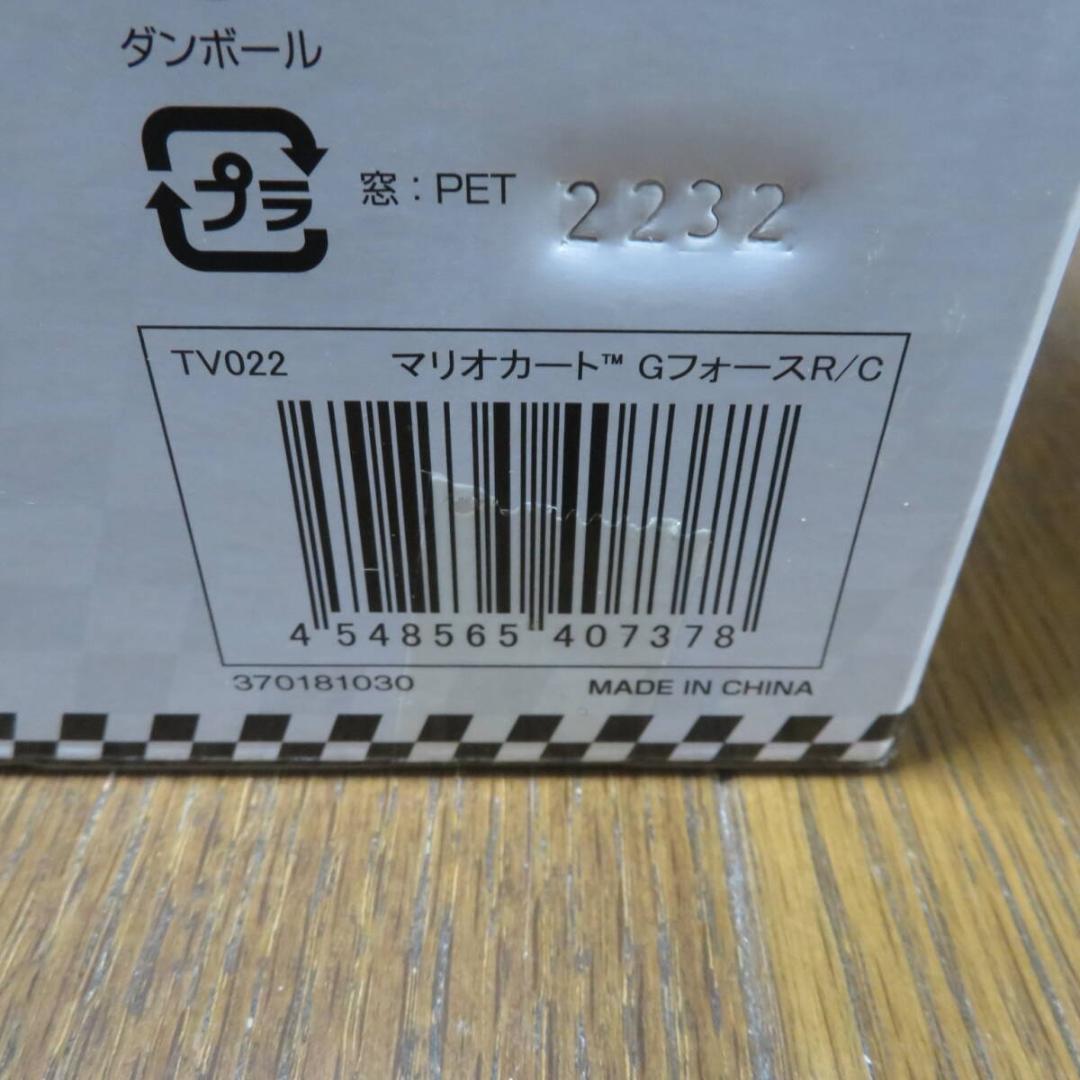 ダンボール
プラ 窓：PET 2232
TV022 マリオカート™ GフォースR/C
4 548565 407378
370181030 MADE IN CHINA